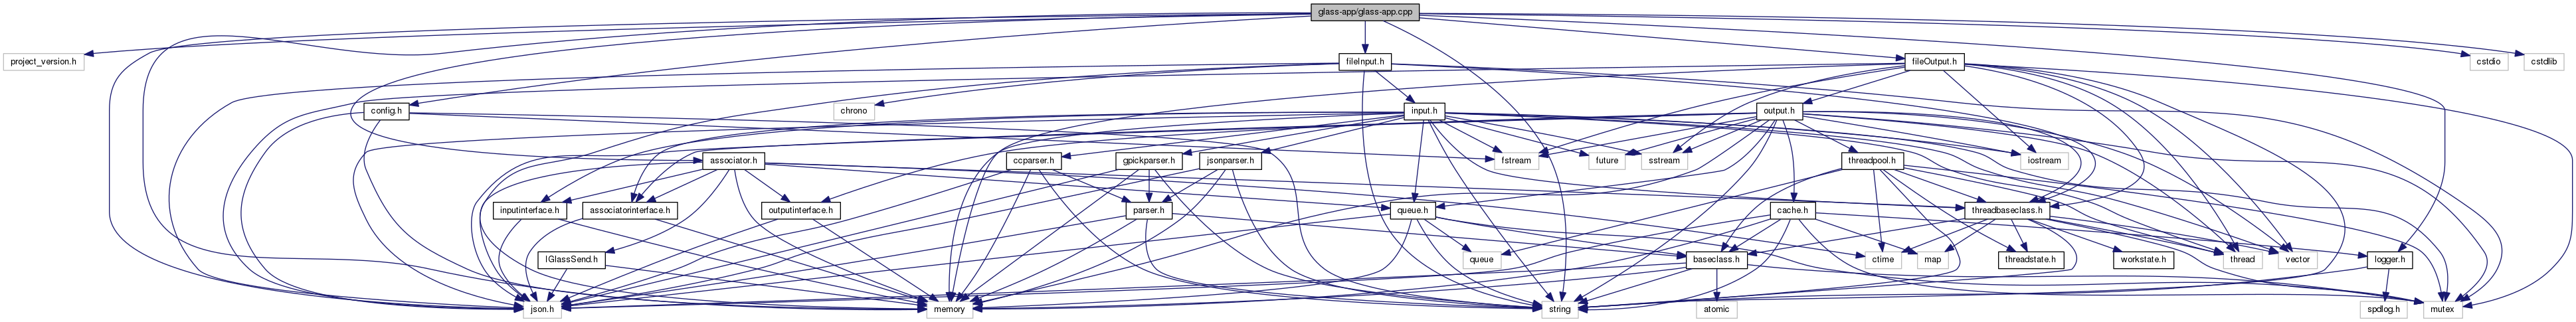 glass-app/glass-app.cpp
project_version.h
fileInput.h
fileOutput.h
cstdio
cstdlib
config.h
chrono
input.h
output.h
associator.h
ccparser.h
gpickparser.h
jsonparser.h
fstream
future
sstream
threadpool.h
iostream
inputinterface.h
associatorinterface.h
outputinterface.h
parser.h
queue.h
cache.h
threadbaseclass.h
IGlassSend.h
queue
baseclass.h
ctime
map
threadstate.h
workstate.h
thread
vector
logger.h
json.h
memory
string
atomic
spdlog.h
mutex